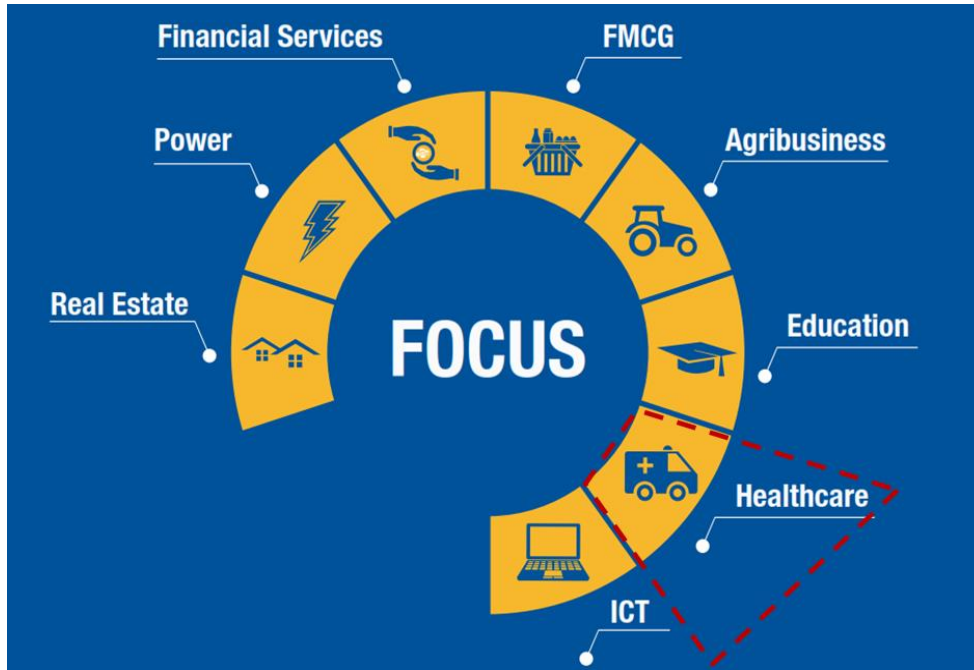 Financial Services
FMCG
Power
Agribusiness
Real Estate
Education
FOCUS
Healthcare
ICT